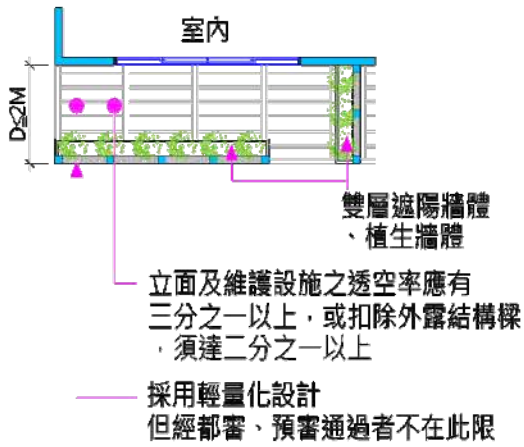 室內
D≦2M
雙層遮陽牆體
、植生牆體
立面及維護設施之透空率應有
三分之一以上，或扣除外露結構樑
，須達二分之一以上
採用輕量化設計
但經都審、預審通過者不在此限